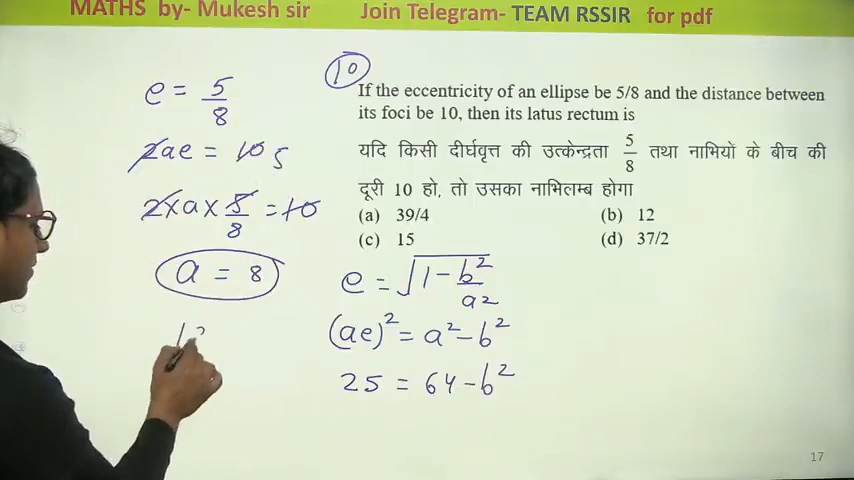 MATHS by- Mukesh sir Join Telegram- TEAM RSSIR for pdf
10
If the eccentricity of an ellipse be 5/8 and the distance between
its foci be 10, then its latus rectum is
यदि किसी दीर्घवृत्त की उत्केन्द्रता 5/8 तथा नाभियों के बीच की
दूरी 10 हो, तो उसका नाभिलम्ब होगा
(a) 39/4 (b) 12
(c) 15 (d) 37/2
e = 5/8
2ae = 10 5
2×a×5/8 = 10
a = 8
e = √1-b²/a²
(ae)² = a² - b²
25 = 64 - b²
17